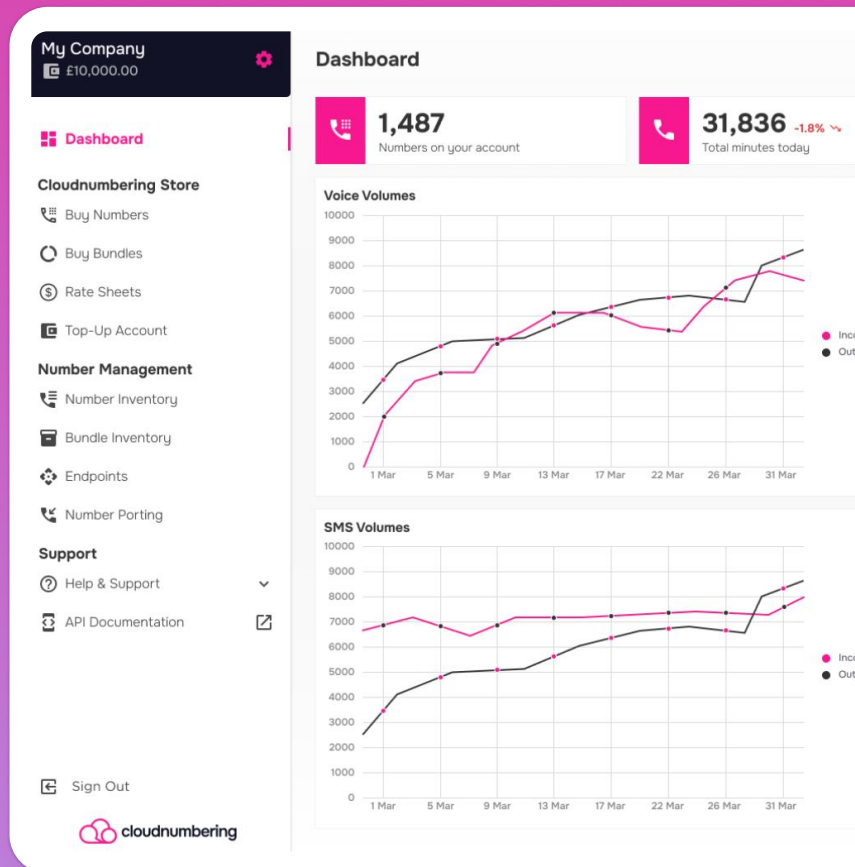 My Company
£10,000.00
Dashboard
Cloudnumbering Store
Buy Numbers
Buy Bundles
Rate Sheets
Top-Up Account
Number Management
Number Inventory
Bundle Inventory
Endpoints
Number Porting
Support
Help & Support
API Documentation
Sign Out
cloudnumbering
Dashboard
1,487
Numbers on your account
31,836 -1.8%
Total minutes today
Voice Volumes
10000
9000
8000
7000
6000
5000
4000
3000
2000
1000
0
1 Mar 5 Mar 9 Mar 13 Mar 17 Mar 22 Mar 26 Mar 31 Mar
SMS Volumes
10000
9000
8000
7000
6000
5000
4000
3000
2000
1000
0
1 Mar 5 Mar 9 Mar 13 Mar 17 Mar 22 Mar 26 Mar 31 Mar